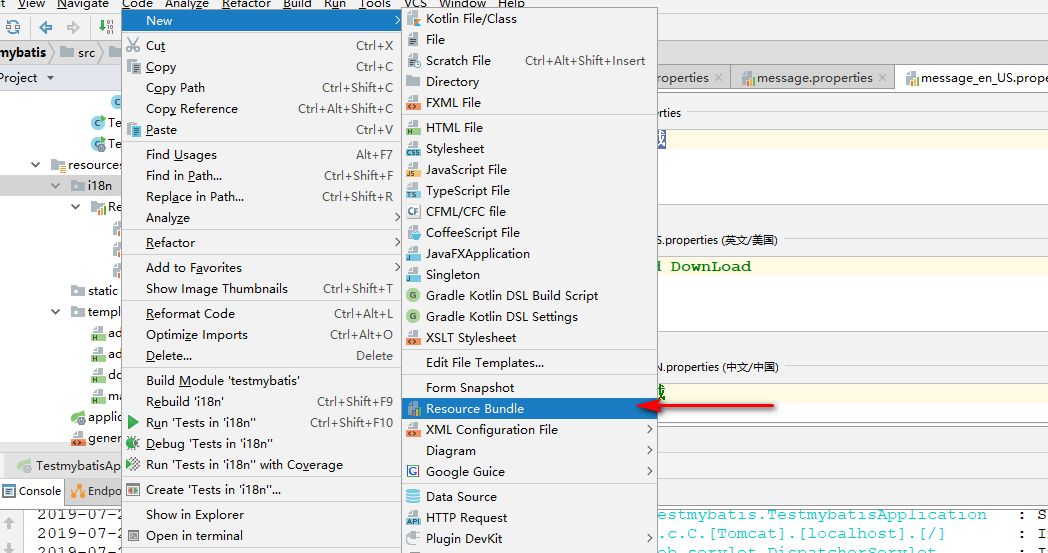 it View Navigate Code Analyze Refactor Build Run Tools VCS Window Help
mybatis src
Project
Te
Te
resources
i18n
Re
static
templ
ad
ad
do
ma
applic
gener
TestmybatisAp
Console Endpo
New
Cut Ctrl+X
Copy Ctrl+C
Copy Path Ctrl+Shift+C
Copy Reference Ctrl+Alt+Shift+C
Paste Ctrl+V
Find Usages Alt+F7
Find in Path... Ctrl+Shift+F
Replace in Path... Ctrl+Shift+R
Analyze
Refactor
Add to Favorites
Show Image Thumbnails Ctrl+Shift+T
Reformat Code Ctrl+Alt+L
Optimize Imports Ctrl+Alt+O
Delete... Delete
Build Module 'testmybatis'
Rebuild 'i18n' Ctrl+Shift+F9
Run 'Tests in 'i18n'' Ctrl+Shift+F10
Debug 'Tests in 'i18n''
Run 'Tests in 'i18n'' with Coverage
Create 'Tests in 'i18n''...
Show in Explorer
Open in terminal
Kotlin File/Class
File
Scratch File Ctrl+Alt+Shift+Insert
Directory
FXML File
HTML File
Stylesheet
JavaScript File
TypeScript File
CFML/CFC file
CoffeeScript File
JavaFXApplication
Singleton
Gradle Kotlin DSL Build Script
Gradle Kotlin DSL Settings
XSLT Stylesheet
Edit File Templates...
Form Snapshot
Resource Bundle
XML Configuration File
Diagram
Google Guice
Data Source
HTTP Request
Plugin DevKit
operties message.properties message_en_US.prope
rties
S.properties (英文/美国)
d DownLoad
N.properties (中文/中国)
载
2019-07-2 estmybatis.TestmybatisApplication : S
2019-07-2 .c.C.[Tomcat].[localhost].[/] : I
2019-07-2 eb.servlet.DispatcherServlet : I